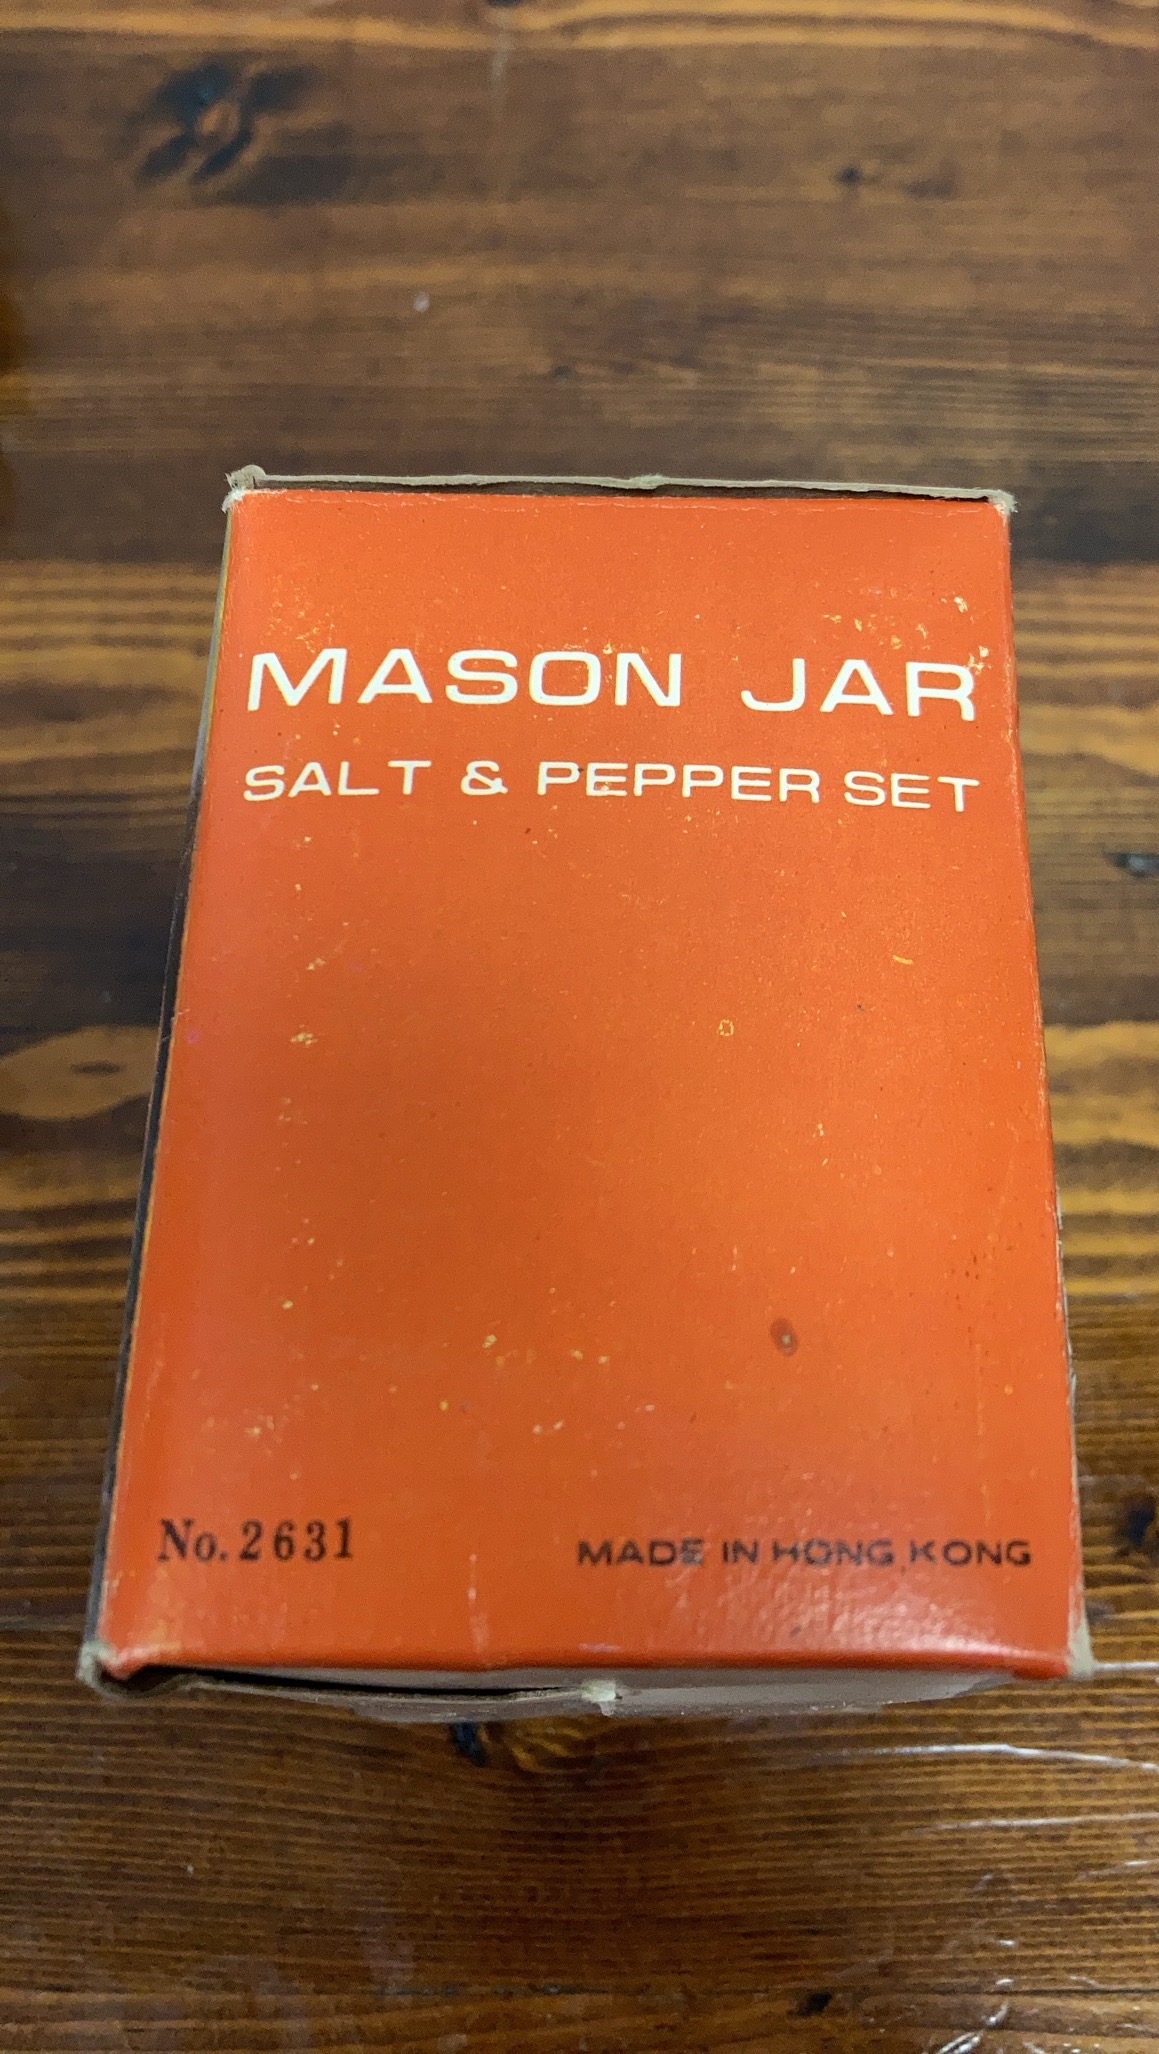 MASON JAR
SALT & PEPPER SET
No. 2631
MADE IN HONG KONG